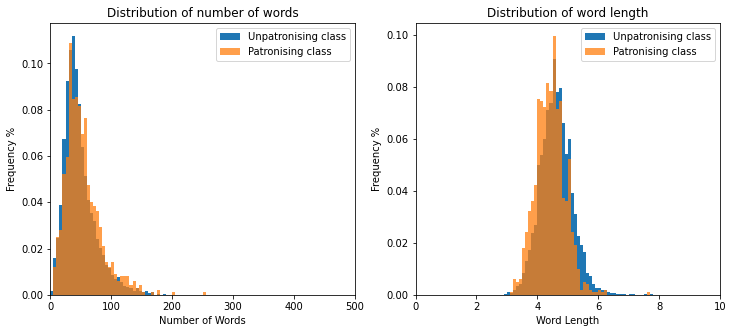 Distribution of number of words
Unpatronising class
Patronising class
Frequency %
0.10
0.08
0.06
0.04
0.02
0.00
0 100 200 300 400 500
Number of Words
Distribution of word length
Unpatronising class
Patronising class
Frequency %
0.10
0.08
0.06
0.04
0.02
0.00
0 2 4 6 8 10
Word Length